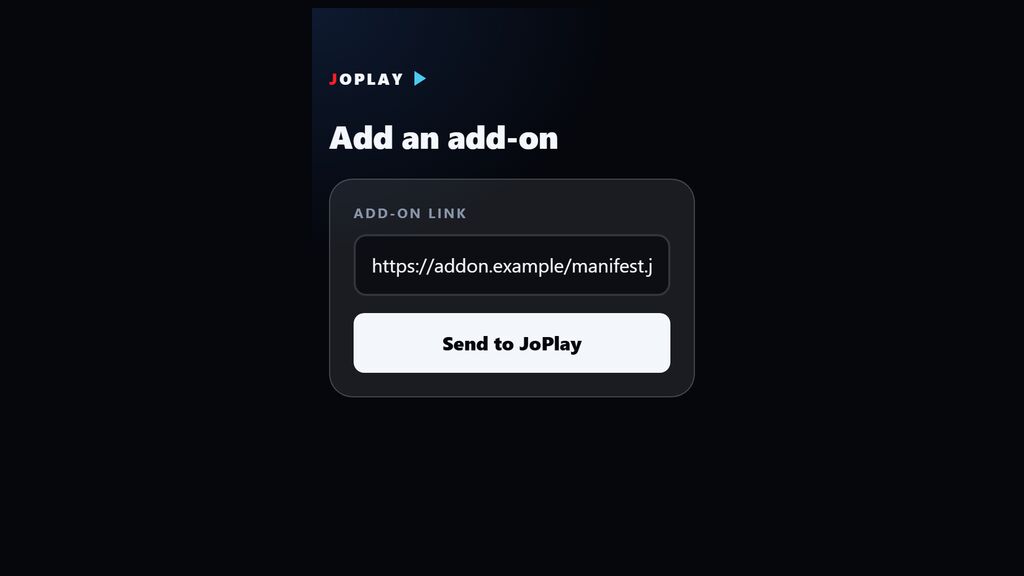 JOPLAY
Add an add-on
ADD-ON LINK
https://addon.example/manifest.j
Send to JoPlay